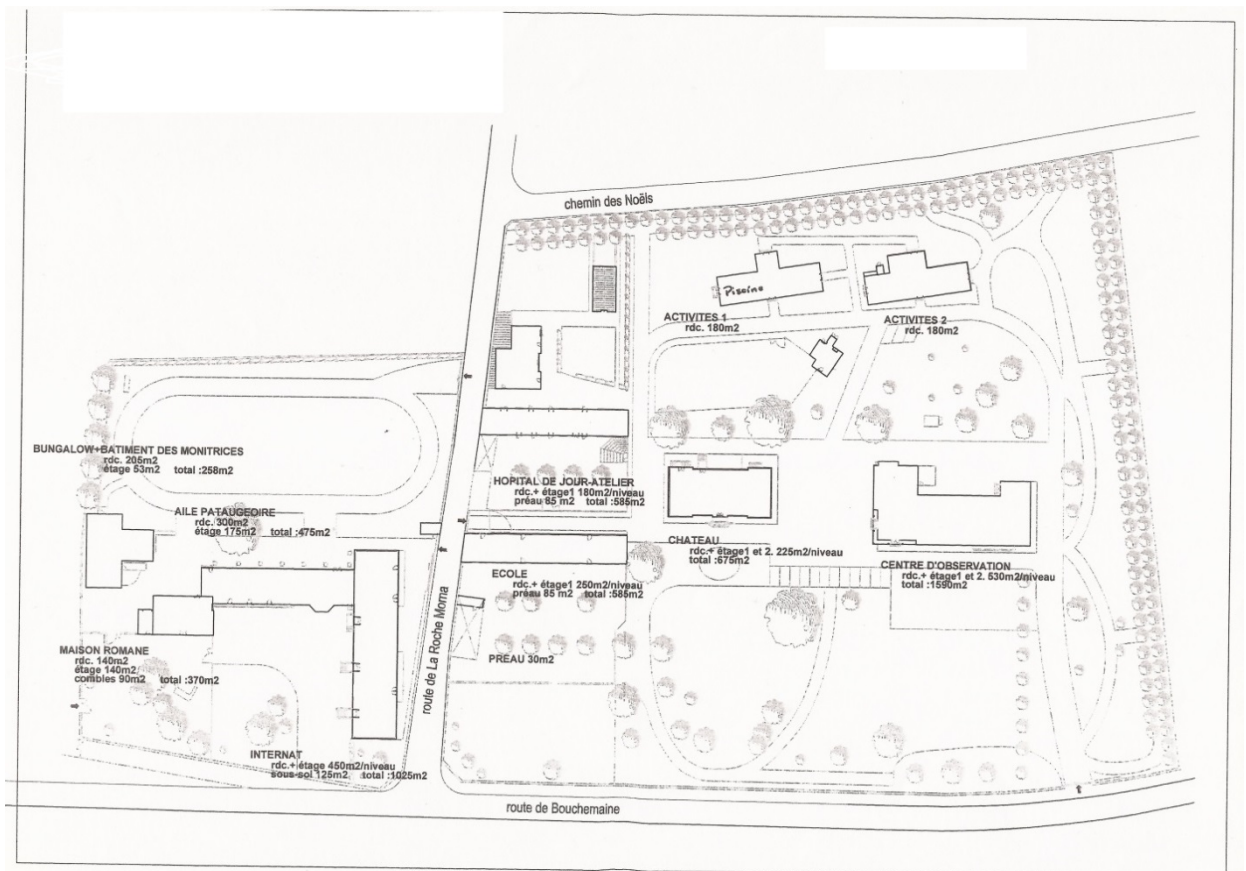 chemin des Noëls
Piscine
ACTIVITES 1
rdc. 180m2
ACTIVITES 2
rdc. 180m2
BUNGALOW+BATIMENT DES MONITRICES
rdc. 205m2
étage 53m2 total :258m2
HOPITAL DE JOUR-ATELIER
rdc.+ étage1 180m2/niveau
préau 85 m2 total :585m2
AILE PATAUGEOIRE
rdc. 300m2
étage 175m2 total :475m2
CHATEAU
rdc.+ étage1 et 2. 225m2/niveau
total :675m2
CENTRE D'OBSERVATION
rdc.+ étage1 et 2. 530m2/niveau
total :1590m2
ECOLE
rdc.+ étage1 250m2/niveau
préau 85 m2 total :585m2
MAISON ROMANE
rdc. 140m2
étage 140m2/
combles 90m2 total :370m2
PREAU 30m2
route de La Roche Morna
INTERNAT
rdc.+ étage 450m2/niveau
sous-sol 125m2 total :1025m2
route de Bouchemaine